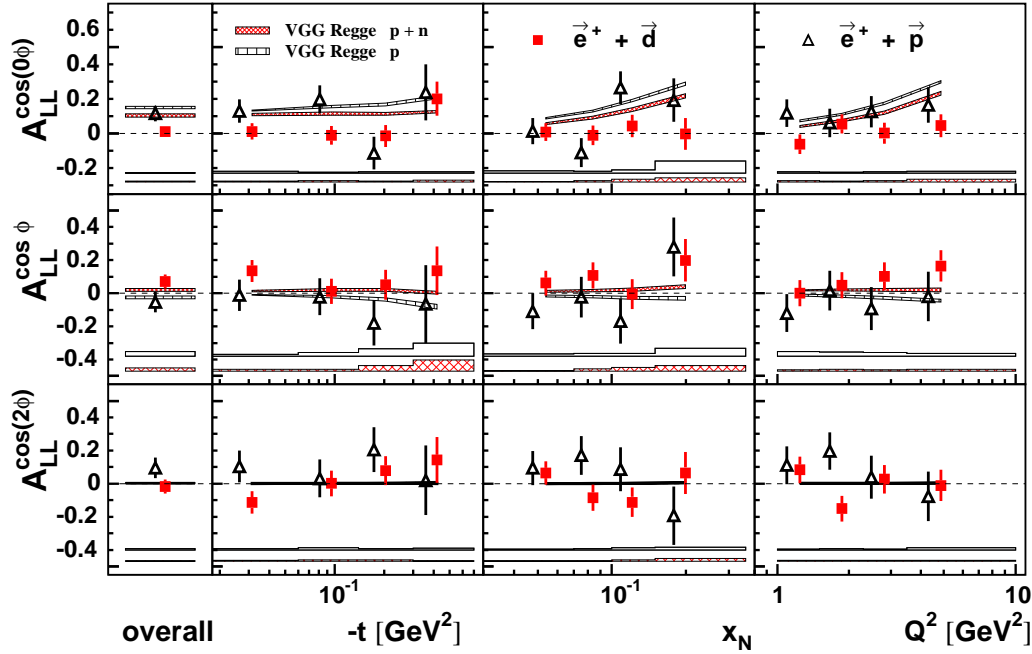 A_LL^cos(0ϕ)
0.6
0.4
0.2
0
-0.2
VGG Regge p + n
VGG Regge p
e⃗⁺ + d⃗
e⃗⁺ + p⃗
A_LL^cos ϕ
0.4
0.2
0
-0.2
-0.4
A_LL^cos(2ϕ)
0.4
0.2
0
-0.2
-0.4
10⁻¹ 10⁻¹ 1 10
overall -t [GeV²] x_N Q² [GeV²]